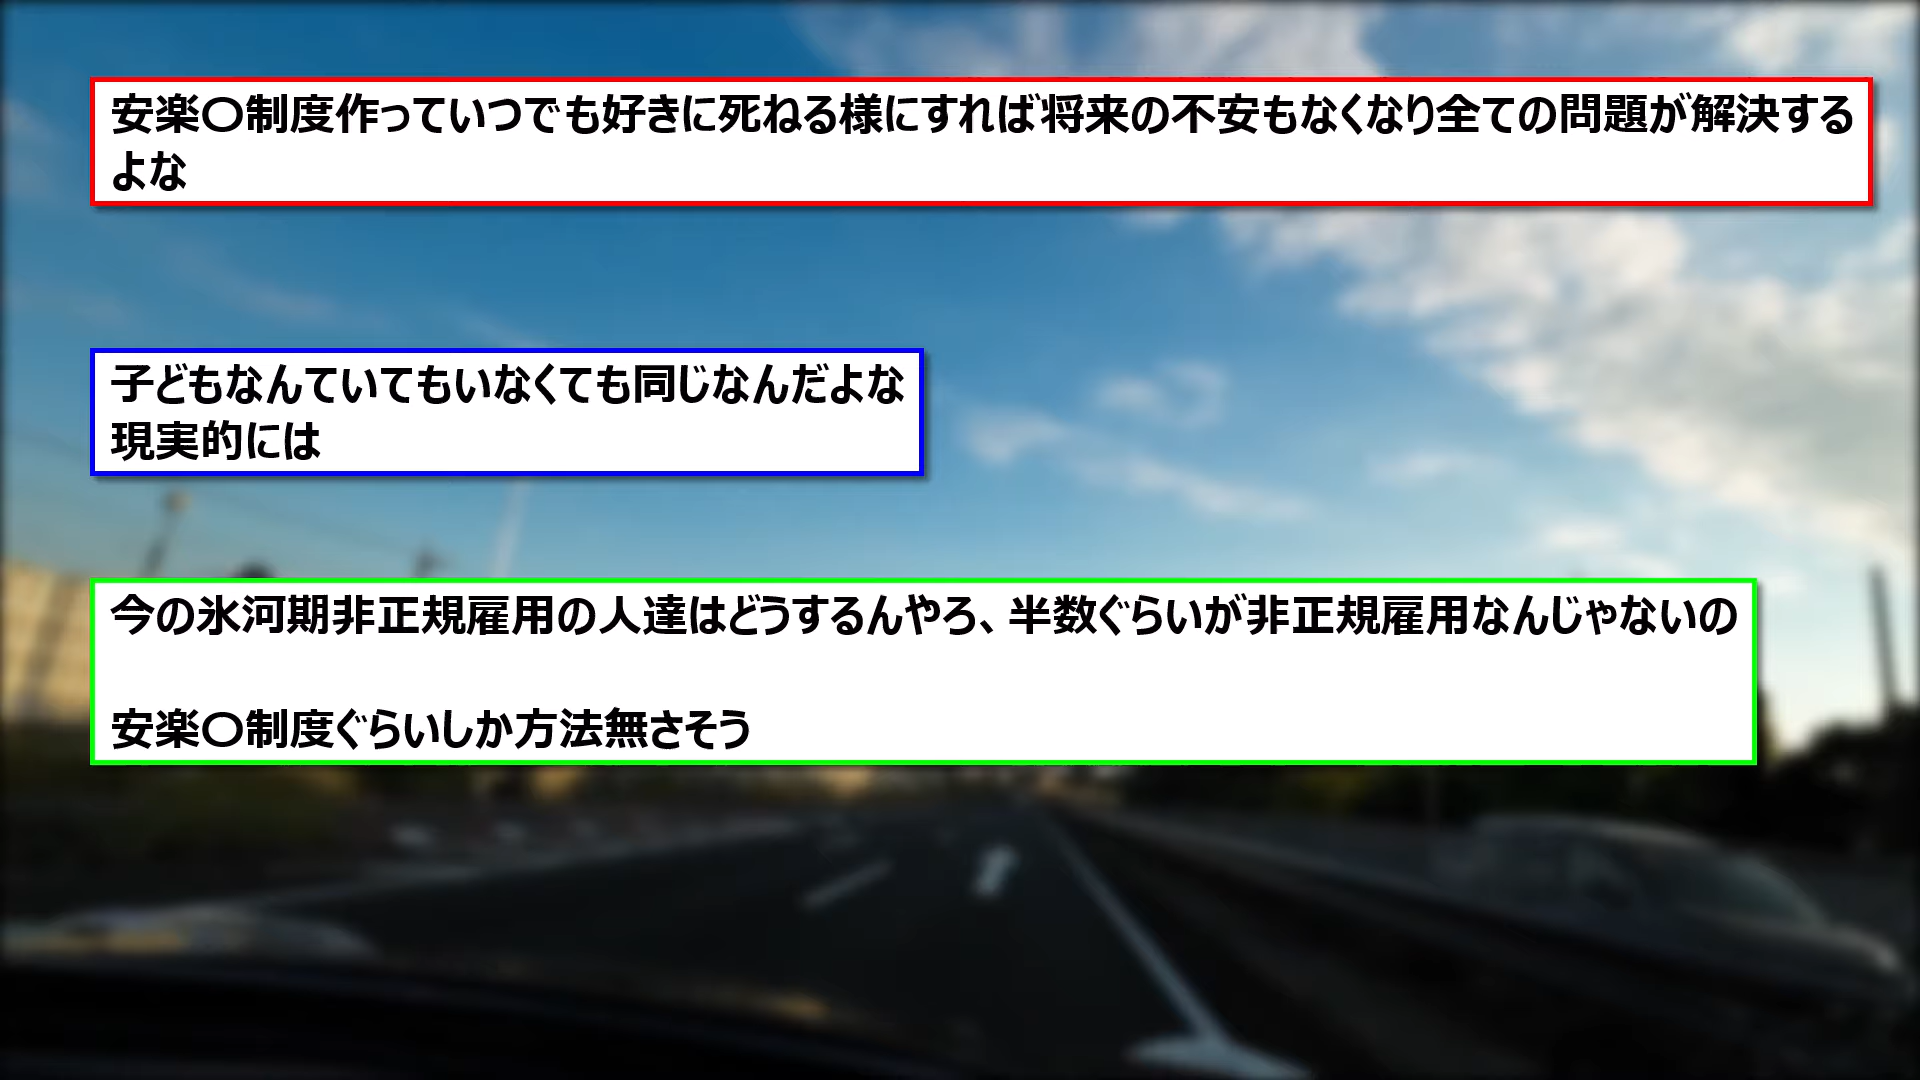 安楽〇制度作っていつでも好きに死ねる様にすれば将来の不安もなくなり全ての問題が解決する
よな
子どもなんていてもいなくても同じなんだよな
現実的には
今の氷河期非正規雇用の人達はどうするんやろ、半数ぐらいが非正規雇用なんじゃないの
安楽〇制度ぐらいしか方法無さそう